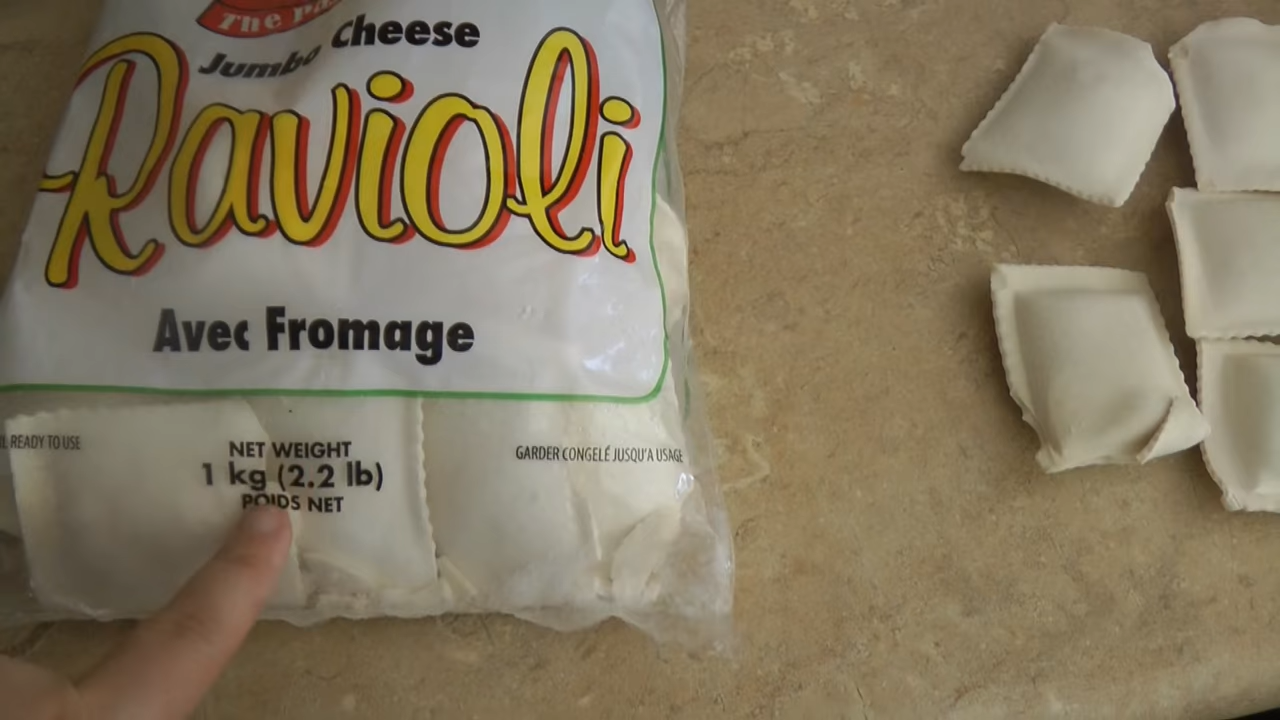 The
Jumbo Cheese
Ravioli
Avec Fromage
READY TO USE
NET WEIGHT
1 kg (2.2 lb)
POIDS NET
GARDER CONGELÉ JUSQU'A USAGE